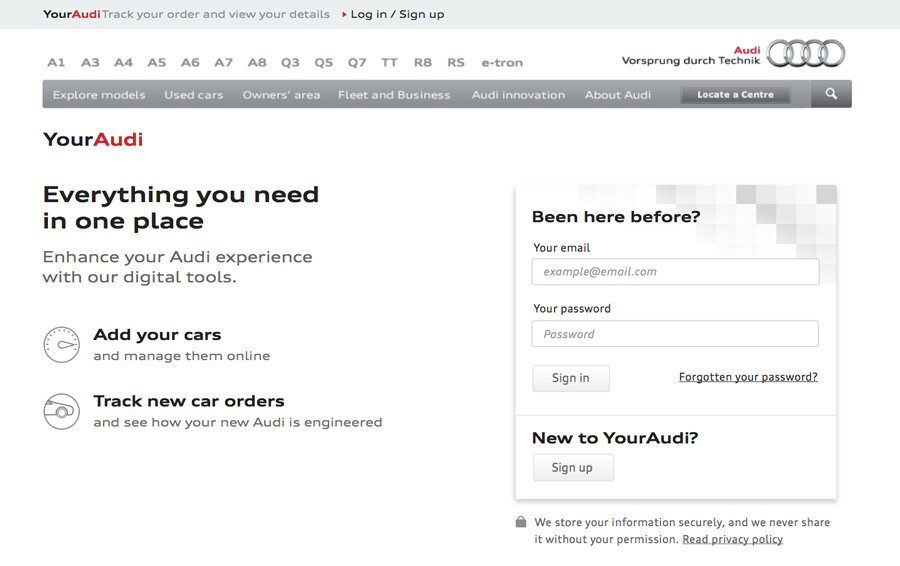 YourAudi Track your order and view your details Log in / Sign up
Audi
Vorsprung durch Technik
A1 A3 A4 A5 A6 A7 A8 Q3 Q5 Q7 TT R8 RS e-tron
Explore models Used cars Owners' area Fleet and Business Audi innovation About Audi Locate a Centre
YourAudi
Everything you need
in one place
Enhance your Audi experience
with our digital tools.
Add your cars
and manage them online
Track new car orders
and see how your new Audi is engineered
Been here before?
Your email
example@email.com
Your password
Password
Sign in Forgotten your password?
New to YourAudi?
Sign up
We store your information securely, and we never share
it without your permission. Read privacy policy